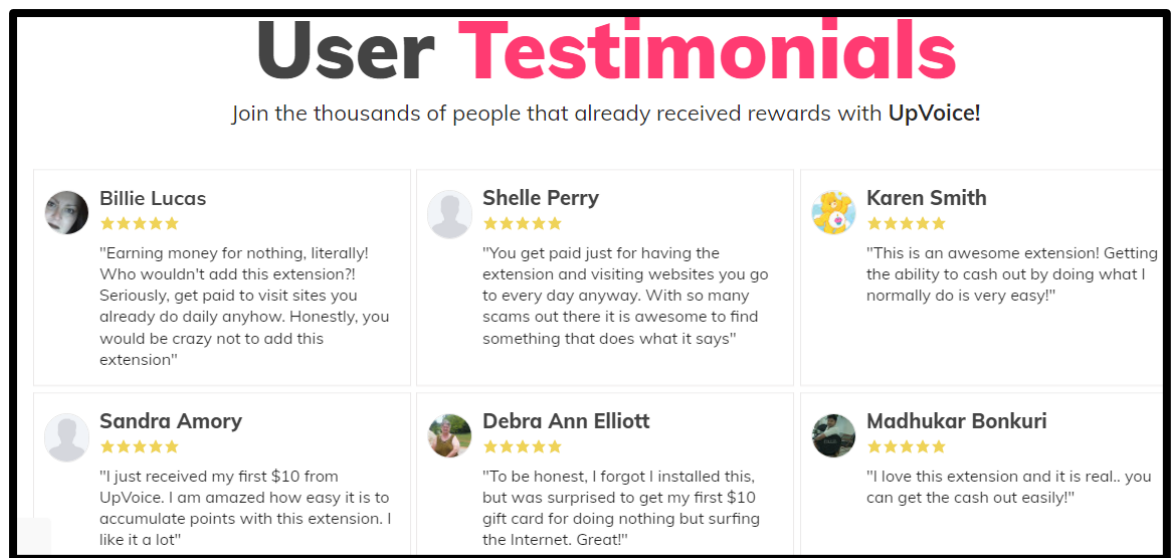 User Testimonials
Join the thousands of people that already received rewards with UpVoice!
Billie Lucas
"Earning money for nothing, literally!
Who wouldn't add this extension?!
Seriously, get paid to visit sites you
already do daily anyhow. Honestly, you
would be crazy not to add this
extension"
Shelle Perry
"You get paid just for having the
extension and visiting websites you go
to every day anyway. With so many
scams out there it is awesome to find
something that does what it says"
Karen Smith
"This is an awesome extension! Getting
the ability to cash out by doing what I
normally do is very easy!"
Sandra Amory
"I just received my first $10 from
UpVoice. I am amazed how easy it is to
accumulate points with this extension. I
like it a lot"
Debra Ann Elliott
"To be honest, I forgot I installed this,
but was surprised to get my first $10
gift card for doing nothing but surfing
the Internet. Great!"
Madhukar Bonkuri
"I love this extension and it is real.. you
can get the cash out easily!"